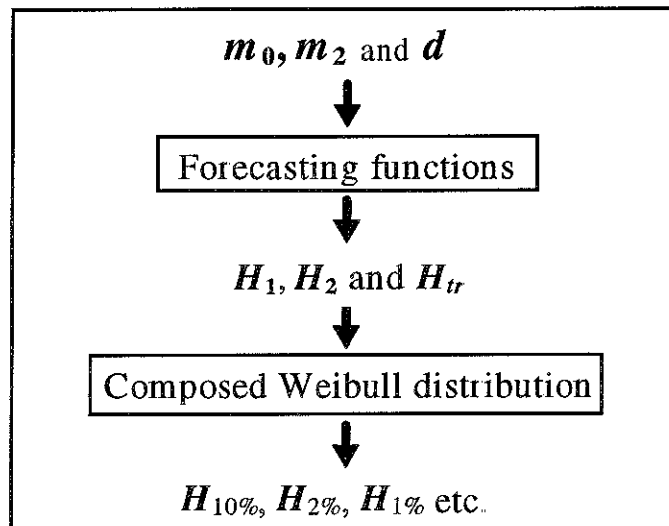 m0, m2 and d
Forecasting functions
H1, H2 and Htr
Composed Weibull distribution
H10%, H2%, H1% etc.